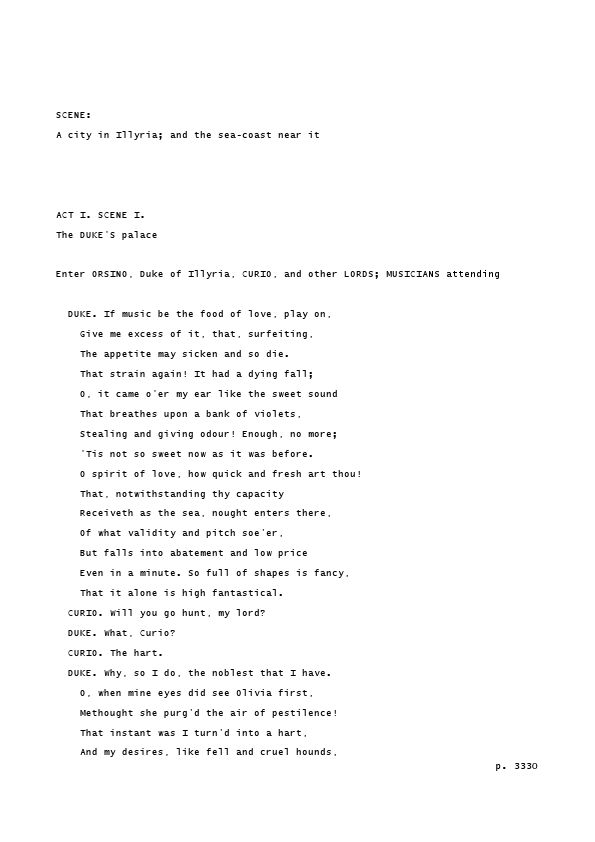 SCENE:
A city in Illyria; and the sea-coast near it
ACT I. SCENE I.
The DUKE'S palace
Enter ORSINO, Duke of Illyria, CURIO, and other LORDS; MUSICIANS attending
DUKE. If music be the food of love, play on,
Give me excess of it, that, surfeiting,
The appetite may sicken and so die.
That strain again! It had a dying fall;
O, it came o'er my ear like the sweet sound
That breathes upon a bank of violets,
Stealing and giving odour! Enough, no more;
'Tis not so sweet now as it was before.
O spirit of love, how quick and fresh art thou!
That, notwithstanding thy capacity
Receiveth as the sea, nought enters there,
Of what validity and pitch soe'er,
But falls into abatement and low price
Even in a minute. So full of shapes is fancy,
That it alone is high fantastical.
CURIO. Will you go hunt, my lord?
DUKE. What, Curio?
CURIO. The hart.
DUKE. Why, so I do, the noblest that I have.
O, when mine eyes did see Olivia first,
Methought she purg'd the air of pestilence!
That instant was I turn'd into a hart,
And my desires, like fell and cruel hounds,
p. 3330